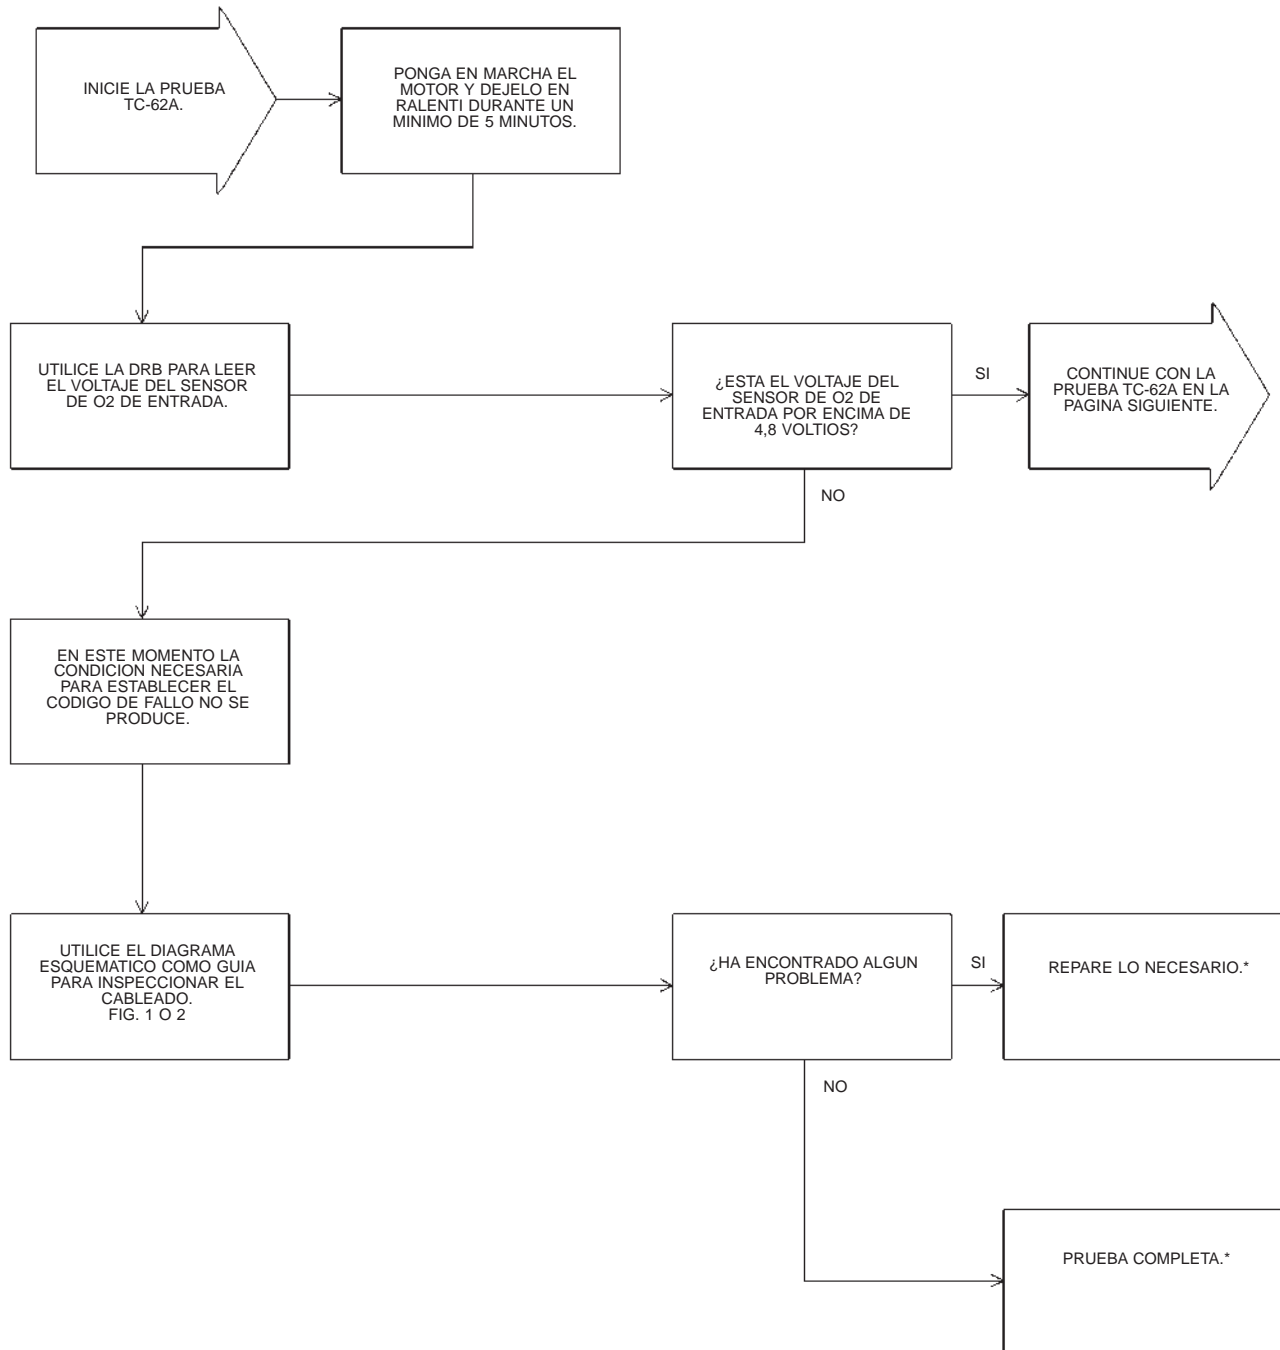 INICIE LA PRUEBA
TC-62A.
PONGA EN MARCHA EL
MOTOR Y DEJELO EN
RALENTI DURANTE UN
MINIMO DE 5 MINUTOS.
UTILICE LA DRB PARA LEER
EL VOLTAJE DEL SENSOR
DE O2 DE ENTRADA.
¿ESTA EL VOLTAJE DEL
SENSOR DE O2 DE
ENTRADA POR ENCIMA DE
4,8 VOLTIOS?
SI
CONTINUE CON LA
PRUEBA TC-62A EN LA
PAGINA SIGUIENTE.
NO
EN ESTE MOMENTO LA
CONDICION NECESARIA
PARA ESTABLECER EL
CODIGO DE FALLO NO SE
PRODUCE.
UTILICE EL DIAGRAMA
ESQUEMATICO COMO GUIA
PARA INSPECCIONAR EL
CABLEADO.
FIG. 1 O 2
¿HA ENCONTRADO ALGUN
PROBLEMA?
SI
REPARE LO NECESARIO.*
NO
PRUEBA COMPLETA.*